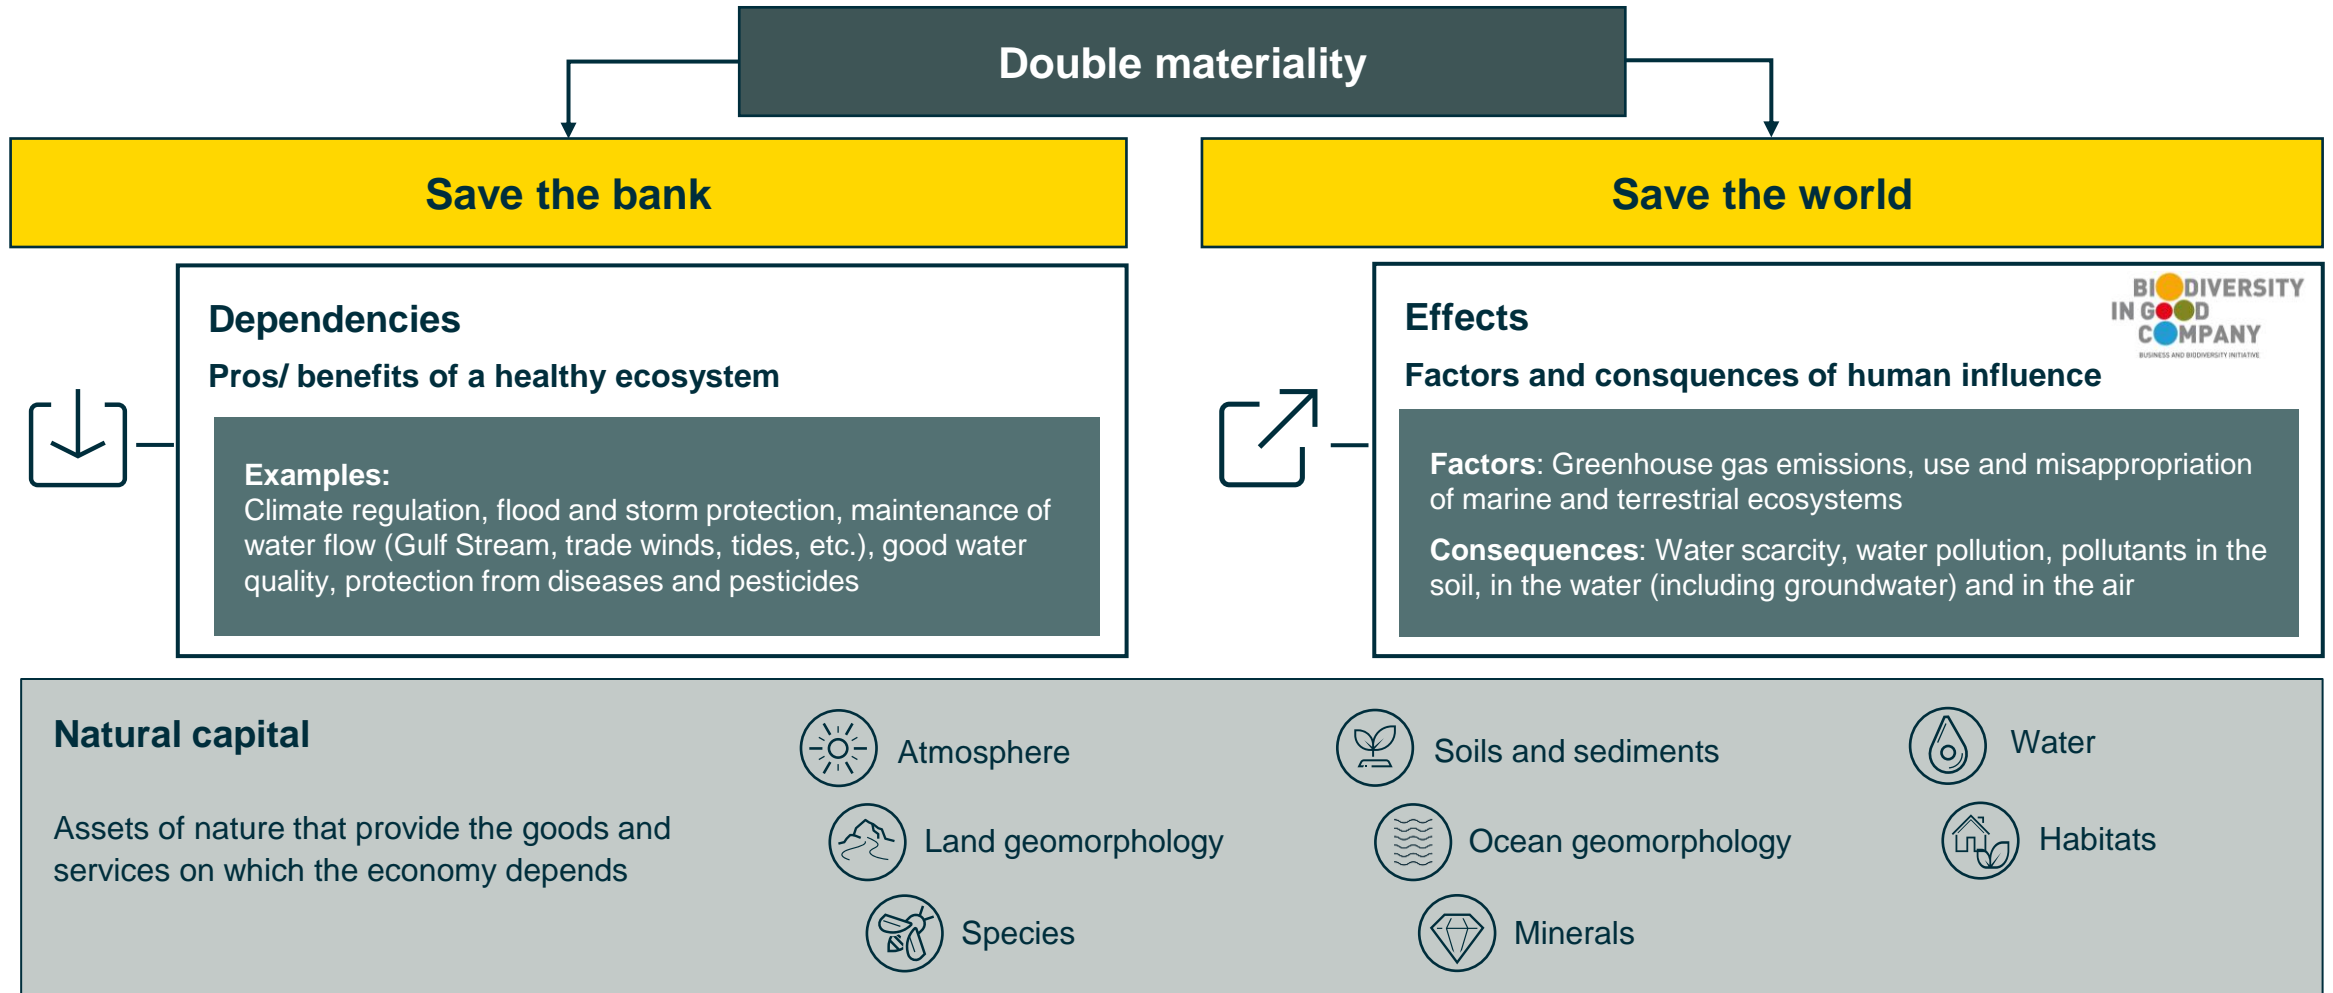 Double materiality
Save the bank
Save the world
Dependencies
Pros/ benefits of a healthy ecosystem
Examples:
Climate regulation, flood and storm protection, maintenance of
water flow (Gulf Stream, trade winds, tides, etc.), good water
quality, protection from diseases and pesticides
BIODIVERSITY
IN GOOD
COMPANY
BUSINESS AND BIODIVERSITY INITIATIVE
Effects
Factors and consquences of human influence
Factors: Greenhouse gas emissions, use and misappropriation
of marine and terrestrial ecosystems
Consequences: Water scarcity, water pollution, pollutants in the
soil, in the water (including groundwater) and in the air
Natural capital
Assets of nature that provide the goods and
services on which the economy depends
Atmosphere
Soils and sediments
Water
Land geomorphology
Ocean geomorphology
Habitats
Species
Minerals